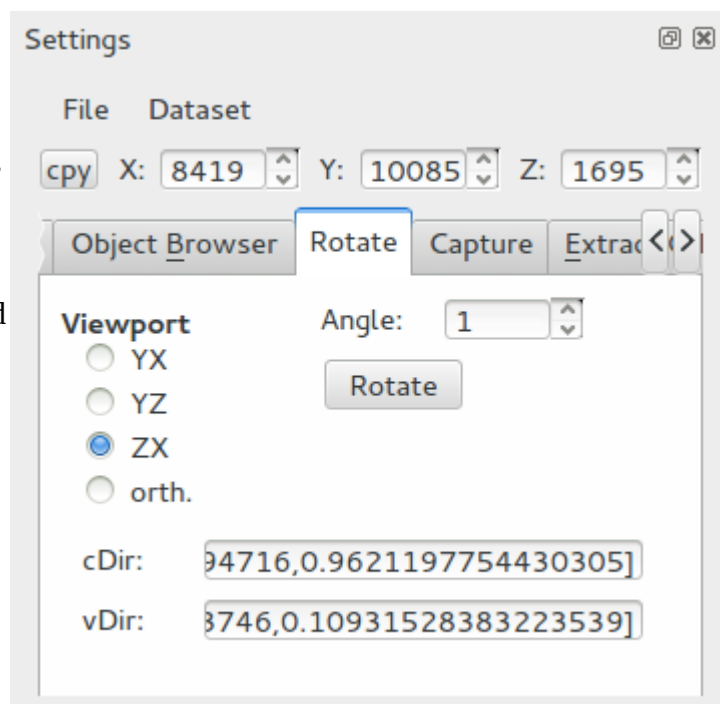 Settings
File Dataset
cpy X: 8419 Y: 10085 Z: 1695
Object Browser Rotate Capture Extrac
Viewport Angle: 1
YX
Rotate
YZ
ZX
orth.
cDir: 94716,0.9621197754430305]
vDir: 3746,0.10931528383223539]